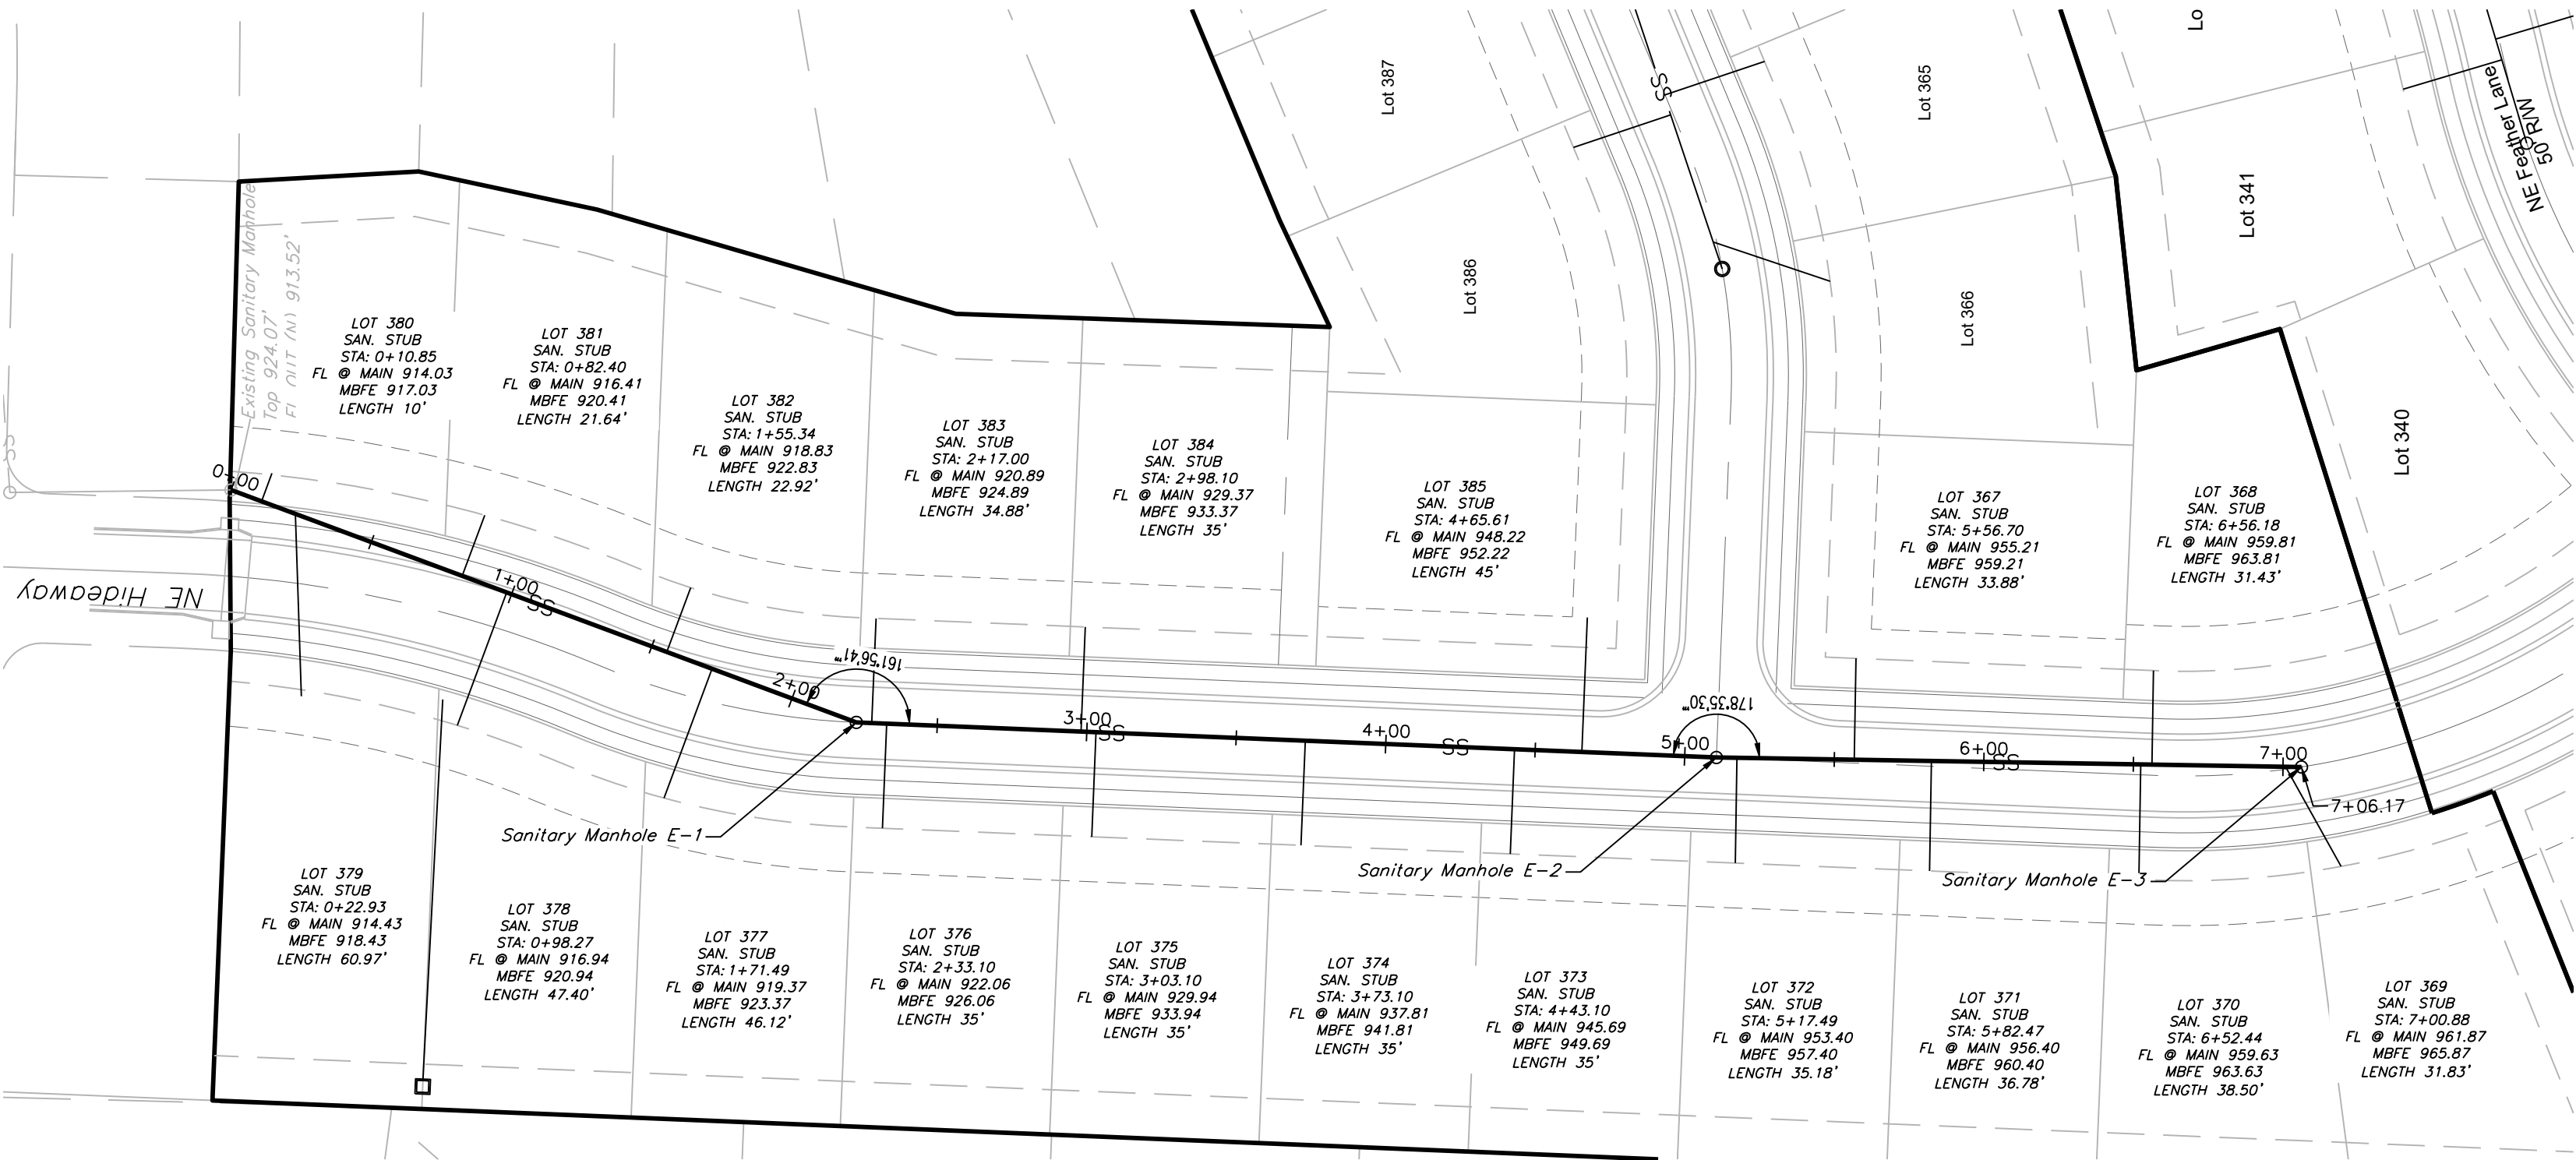 Lot 387
SS
Lot 365
Lo
NE Feather Lane
50' R/W
Lot 341
Lot 386
Lot 366
Lot 340
Existing Sanitary Manhole
Top 924.07'
FL OUT (N) 913.52'
SS
LOT 380
SAN. STUB
STA: 0+10.85
FL @ MAIN 914.03
MBFE 917.03
LENGTH 10'
LOT 381
SAN. STUB
STA: 0+82.40
FL @ MAIN 916.41
MBFE 920.41
LENGTH 21.64'
LOT 382
SAN. STUB
STA: 1+55.34
FL @ MAIN 918.83
MBFE 922.83
LENGTH 22.92'
LOT 383
SAN. STUB
STA: 2+17.00
FL @ MAIN 920.89
MBFE 924.89
LENGTH 34.88'
LOT 384
SAN. STUB
STA: 2+98.10
FL @ MAIN 929.37
MBFE 933.37
LENGTH 35'
LOT 385
SAN. STUB
STA: 4+65.61
FL @ MAIN 948.22
MBFE 952.22
LENGTH 45'
LOT 367
SAN. STUB
STA: 5+56.70
FL @ MAIN 955.21
MBFE 959.21
LENGTH 33.88'
LOT 368
SAN. STUB
STA: 6+56.18
FL @ MAIN 959.81
MBFE 963.81
LENGTH 31.43'
NE Hideaway
0+00
1+00
SS
2+00
161°56'41"
3+00
SS
4+00
SS
5+00
178°35'30"
6+00
SS
7+00
7+06.17
Sanitary Manhole E-1
Sanitary Manhole E-2
Sanitary Manhole E-3
LOT 379
SAN. STUB
STA: 0+22.93
FL @ MAIN 914.43
MBFE 918.43
LENGTH 60.97'
LOT 378
SAN. STUB
STA: 0+98.27
FL @ MAIN 916.94
MBFE 920.94
LENGTH 47.40'
LOT 377
SAN. STUB
STA: 1+71.49
FL @ MAIN 919.37
MBFE 923.37
LENGTH 46.12'
LOT 376
SAN. STUB
STA: 2+33.10
FL @ MAIN 922.06
MBFE 926.06
LENGTH 35'
LOT 375
SAN. STUB
STA: 3+03.10
FL @ MAIN 929.94
MBFE 933.94
LENGTH 35'
LOT 374
SAN. STUB
STA: 3+73.10
FL @ MAIN 937.81
MBFE 941.81
LENGTH 35'
LOT 373
SAN. STUB
STA: 4+43.10
FL @ MAIN 945.69
MBFE 949.69
LENGTH 35'
LOT 372
SAN. STUB
STA: 5+17.49
FL @ MAIN 953.40
MBFE 957.40
LENGTH 35.18'
LOT 371
SAN. STUB
STA: 5+82.47
FL @ MAIN 956.40
MBFE 960.40
LENGTH 36.78'
LOT 370
SAN. STUB
STA: 6+52.44
FL @ MAIN 959.63
MBFE 963.63
LENGTH 38.50'
LOT 369
SAN. STUB
STA: 7+00.88
FL @ MAIN 961.87
MBFE 965.87
LENGTH 31.83'